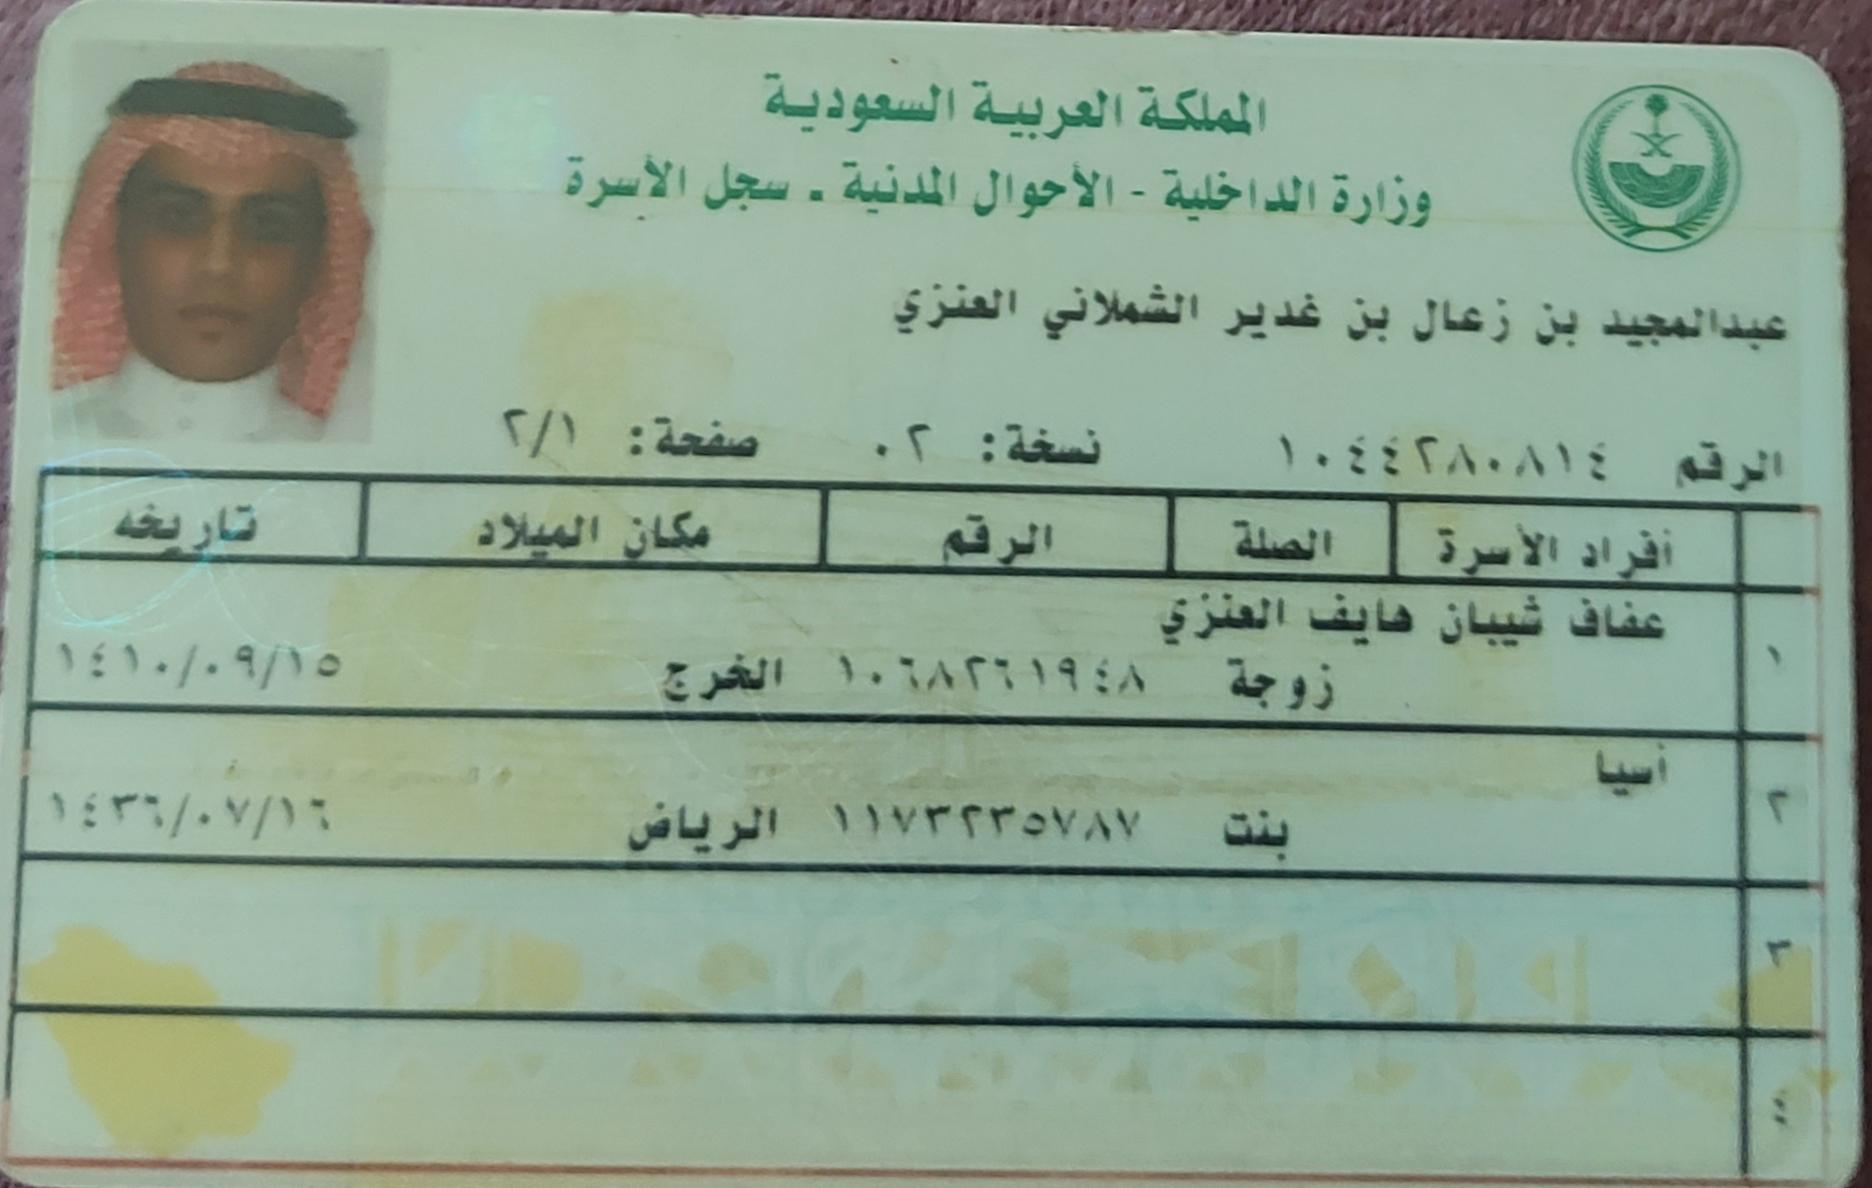 المملكة العربية السعودية
وزارة الداخلية - الأحوال المدنية - سجل الأسرة
عبدالمجيد بن زعال بن غدير الشملاني العنزي
الرقم ١٠٤٤٢٨٠٨١٤ نسخة: ٠٢ صفحة: ٢/١
أفراد الأسرة الصلة الرقم مكان الميلاد تاريخه
عفاف شيبان هايف العنزي
١ زوجة ١٠٦٨٢٦١٩٤٨ الخرج ١٤١٠/٠٩/١٥
أسيا
٢ بنت ١١٧٣٢٣٥٧٨٧ الرياض ١٤٣٦/٠٧/١٦
٣
٤